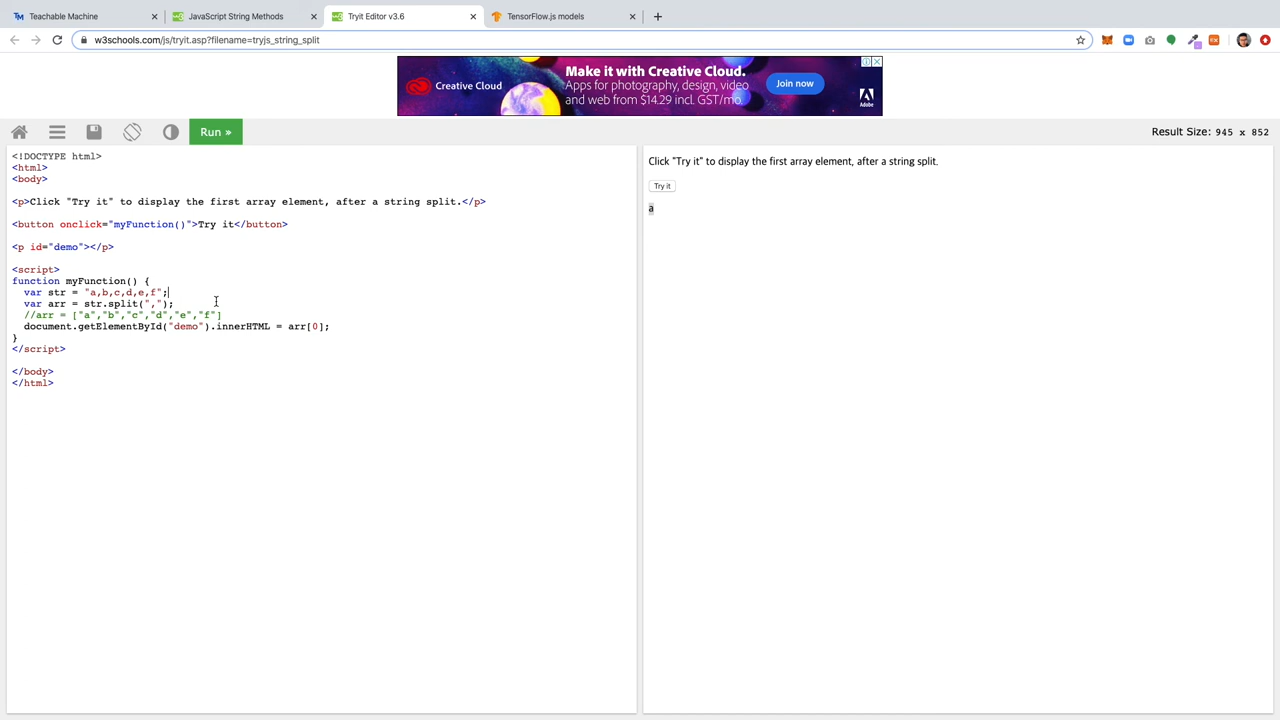 Teachable Machine
JavaScript String Methods
Tryit Editor v3.6
TensorFlow.js models
w3schools.com/js/tryit.asp?filename=tryjs_string_split
Creative Cloud
Make it with Creative Cloud.
Apps for photography, design, video
and web from $14.29 incl. GST/mo.
Join now
Adobe
Run »
Result Size: 945 x 852
<!DOCTYPE html>
<html>
<body>
<p>Click "Try it" to display the first array element, after a string split.</p>
<button onclick="myFunction()">Try it</button>
<p id="demo"></p>
<script>
function myFunction() {
  var str = "a,b,c,d,e,f";
  var arr = str.split(",");
  //arr = ["a","b","c","d","e","f"]
  document.getElementById("demo").innerHTML = arr[0];
}
</script>
</body>
</html>
Click "Try it" to display the first array element, after a string split.
Try it
a